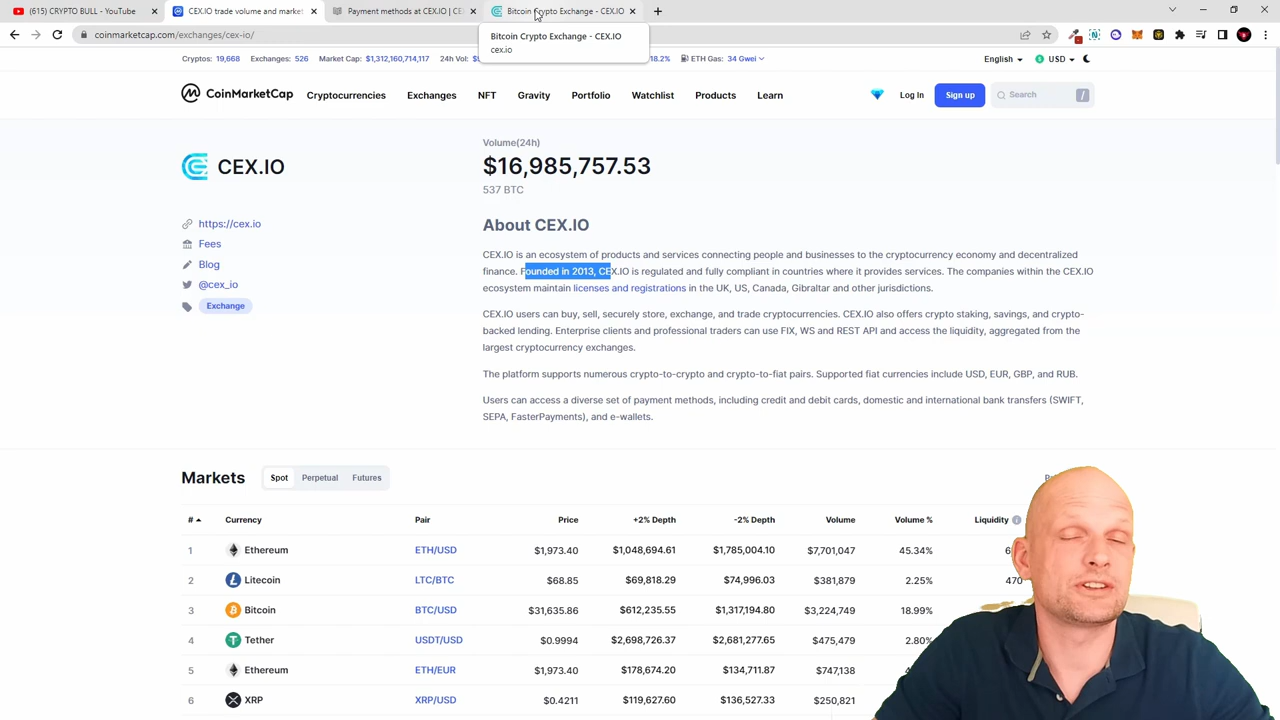 (615) CRYPTO BULL - YouTube
CEX.IO trade volume and market
Payment methods at CEX.IO | CE
Bitcoin Crypto Exchange - CEX.IO
coinmarketcap.com/exchanges/cex-io/
Bitcoin Crypto Exchange - CEX.IO
cex.io
Cryptos: 19,668 Exchanges: 526 Market Cap: $1,312,160,714,117 24h Vol: 18.2% ETH Gas: 34 Gwei
English USD
CoinMarketCap Cryptocurrencies Exchanges NFT Gravity Portfolio Watchlist Products Learn Log In Sign up Search /
CEX.IO
https://cex.io
Fees
Blog
@cex_io
Exchange
Volume(24h)
$16,985,757.53
537 BTC
About CEX.IO
CEX.IO is an ecosystem of products and services connecting people and businesses to the cryptocurrency economy and decentralized
finance. Founded in 2013, CEX.IO is regulated and fully compliant in countries where it provides services. The companies within the CEX.IO
ecosystem maintain licenses and registrations in the UK, US, Canada, Gibraltar and other jurisdictions.
CEX.IO users can buy, sell, securely store, exchange, and trade cryptocurrencies. CEX.IO also offers crypto staking, savings, and crypto-
backed lending. Enterprise clients and professional traders can use FIX, WS and REST API and access the liquidity, aggregated from the
largest cryptocurrency exchanges.
The platform supports numerous crypto-to-crypto and crypto-to-fiat pairs. Supported fiat currencies include USD, EUR, GBP, and RUB.
Users can access a diverse set of payment methods, including credit and debit cards, domestic and international bank transfers (SWIFT,
SEPA, FasterPayments), and e-wallets.
Markets Spot Perpetual Futures
# Currency Pair Price +2% Depth -2% Depth Volume Volume % Liquidity
1 Ethereum ETH/USD $1,973.40 $1,048,694.61 $1,785,004.10 $7,701,047 45.34%
2 Litecoin LTC/BTC $68.85 $69,818.29 $74,996.03 $381,879 2.25% 470
3 Bitcoin BTC/USD $31,635.86 $612,235.55 $1,317,194.80 $3,224,749 18.99%
4 Tether USDT/USD $0.9994 $2,698,726.37 $2,681,277.65 $475,479 2.80%
5 Ethereum ETH/EUR $1,973.40 $178,674.20 $134,711.87 $747,138
6 XRP XRP/USD $0.4211 $119,627.60 $136,527.33 $250,821